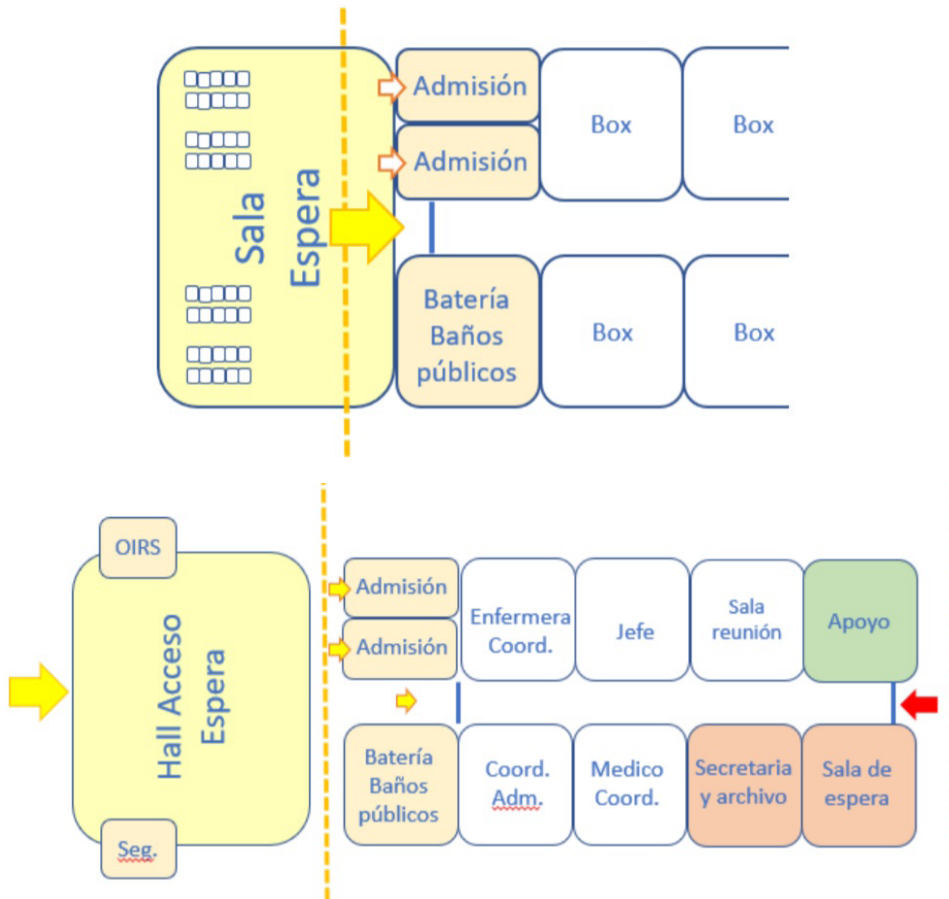 Admisión
Box
Box
Admisión
Sala
Espera
Batería
Baños
públicos
Box
Box
OIRS
Hall Acceso
Espera
Seg.
Admisión
Admisión
Enfermera
Coord.
Jefe
Sala
reunión
Apoyo
Batería
Baños
públicos
Coord.
Adm.
Medico
Coord.
Secretaria
y archivo
Sala de
espera